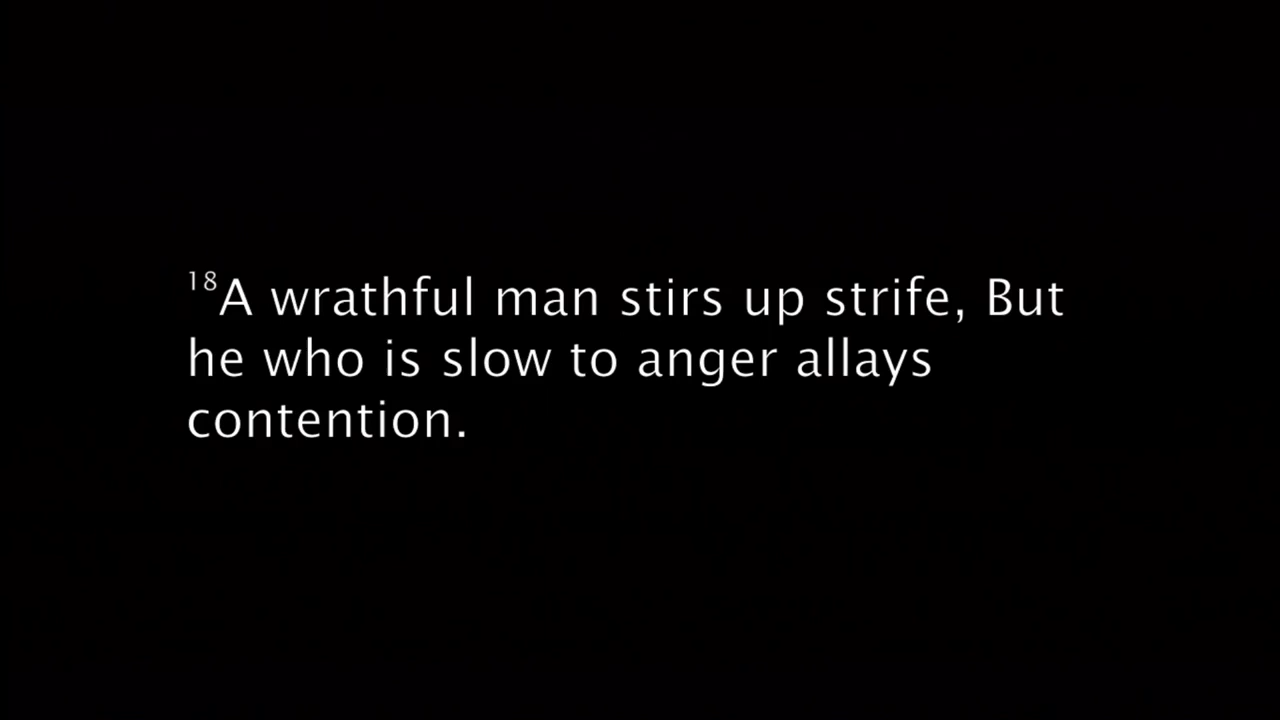 18A wrathful man stirs up strife, But
he who is slow to anger allays
contention.